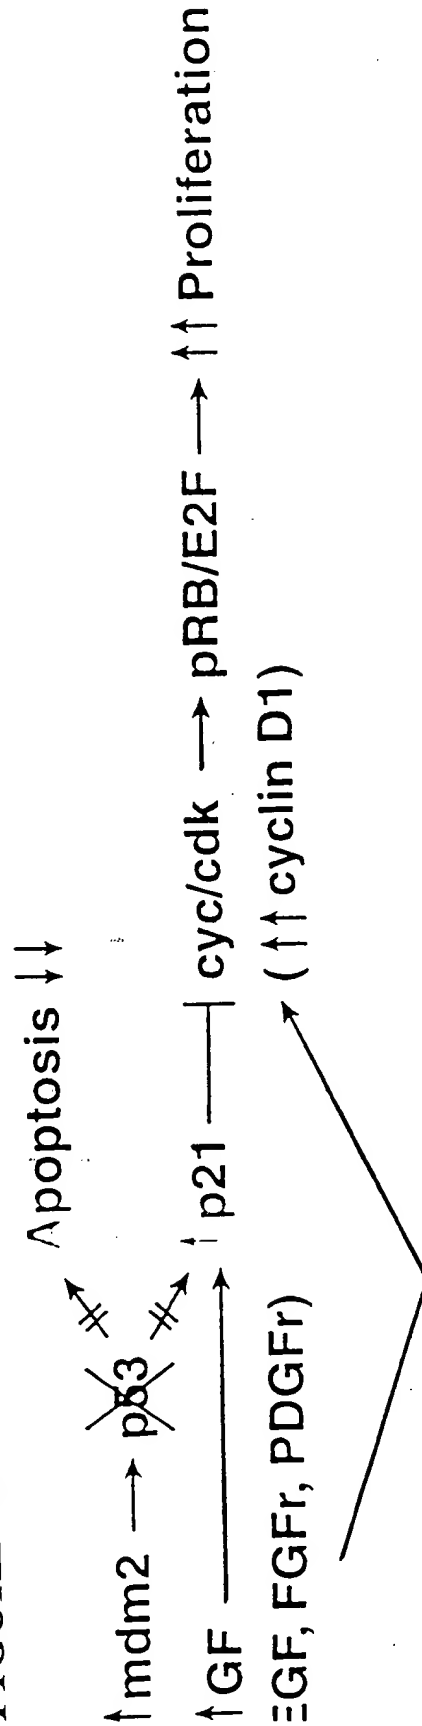 Apoptosis ↓↓
↑mdm2 → p53
↑ p21 ⊣ cyc/cdk → pRB/E2F → ↑↑ Proliferation
↑GF
(↑↑ cyclin D1)
EGF, FGFr, PDGFr)